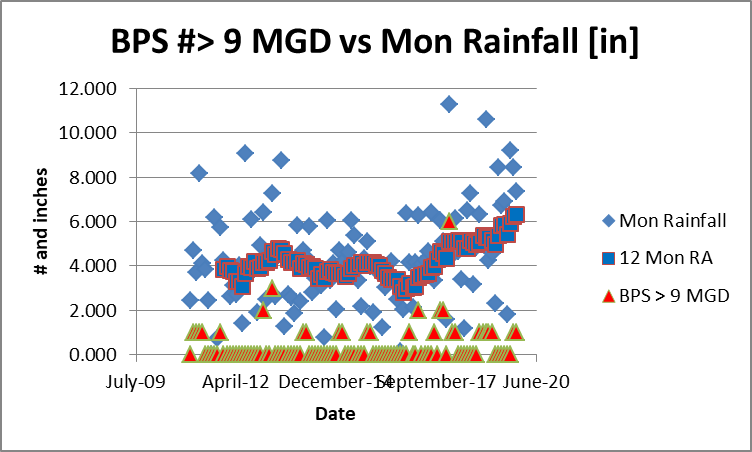 BPS #> 9 MGD vs Mon Rainfall [in]
12.000
10.000
8.000
6.000
4.000
2.000
0.000
# and inches
July-09 April-12 December-14 September-17 June-20
Date
Mon Rainfall
12 Mon RA
BPS > 9 MGD